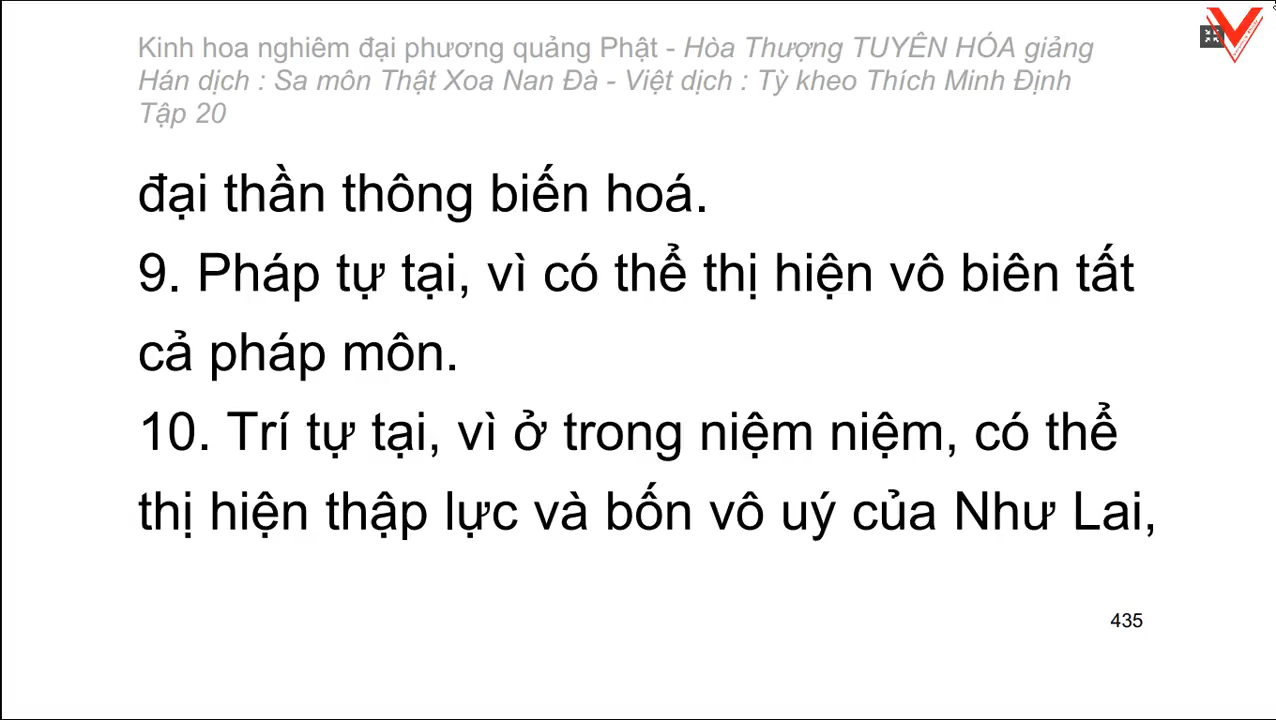 Kinh hoa nghiêm đại phương quảng Phật - Hòa Thượng TUYÊN HÓA giảng
Hán dịch : Sa môn Thật Xoa Nan Đà - Việt dịch : Tỳ kheo Thích Minh Định
Tập 20
đại thần thông biến hoá.
9. Pháp tự tại, vì có thể thị hiện vô biên tất
cả pháp môn.
10. Trí tự tại, vì ở trong niệm niệm, có thể
thị hiện thập lực và bốn vô uý của Như Lai,
435